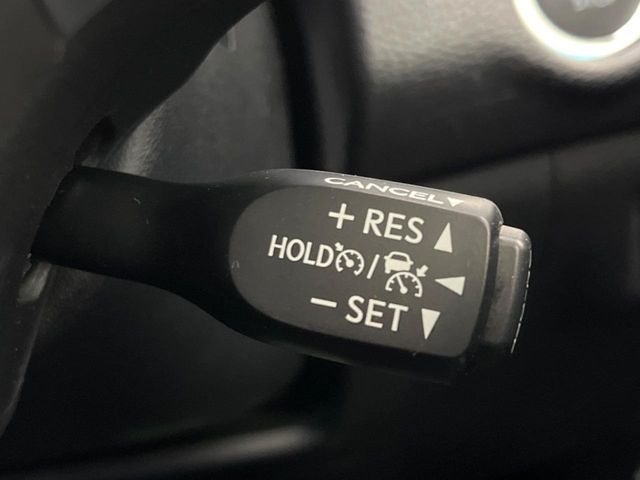 CANCEL▼
+ RES ▲
HOLD / ◀
− SET ▼